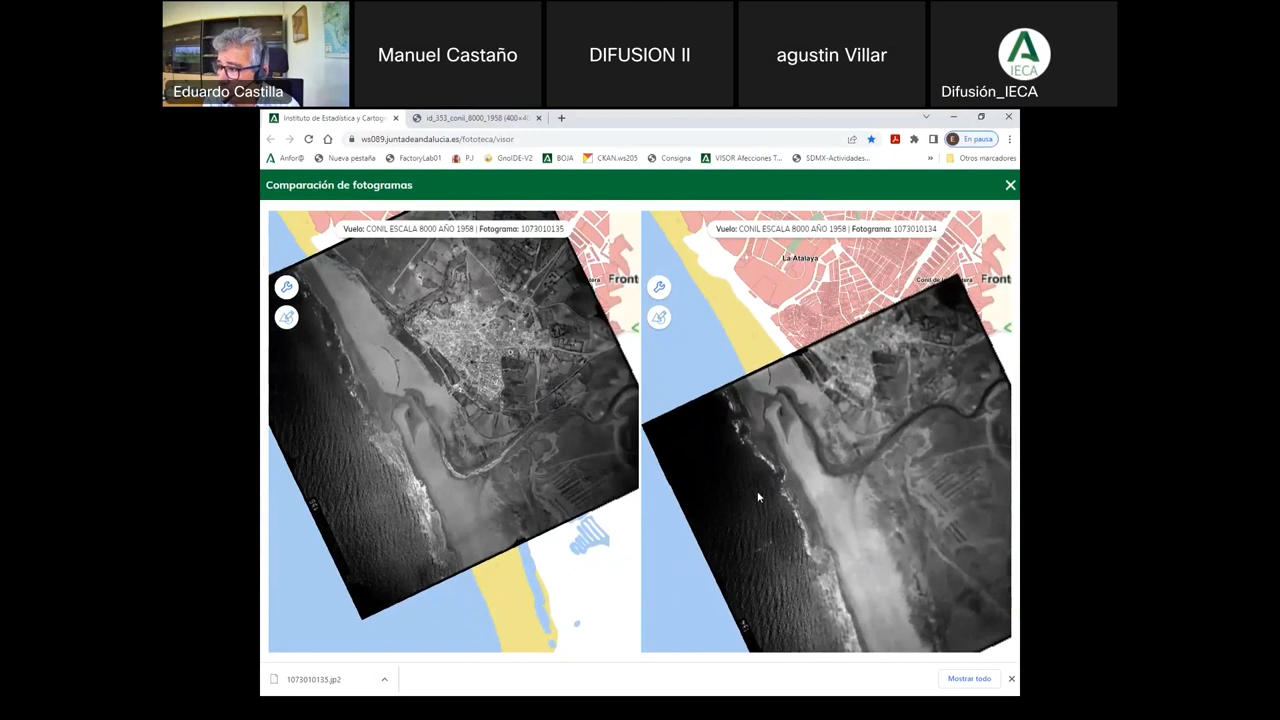 Eduardo Castilla
Manuel Castaño
DIFUSION II
agustin Villar
IECA
Difusión_IECA
Instituto de Estadística y Cartog
id_353_conil_8000_1958 (400×40
ws089.juntadeandalucia.es/fototeca/visor
E
En pausa
Anfor@
Nueva pestaña
FactoryLab01
PJ
GnoIDE-V2
BOJA
CKAN.ws205
Consigna
VISOR Afecciones T...
SDMX-Actividades...
»
Otros marcadores
Comparación de fotogramas
Vuelo: CONIL ESCALA 8000 AÑO 1958 | Fotograma: 1073010135
Front
Vuelo: CONIL ESCALA 8000 AÑO 1958 | Fotograma: 1073010134
La Atalaya
Front
1073010135.jp2
Mostrar todo